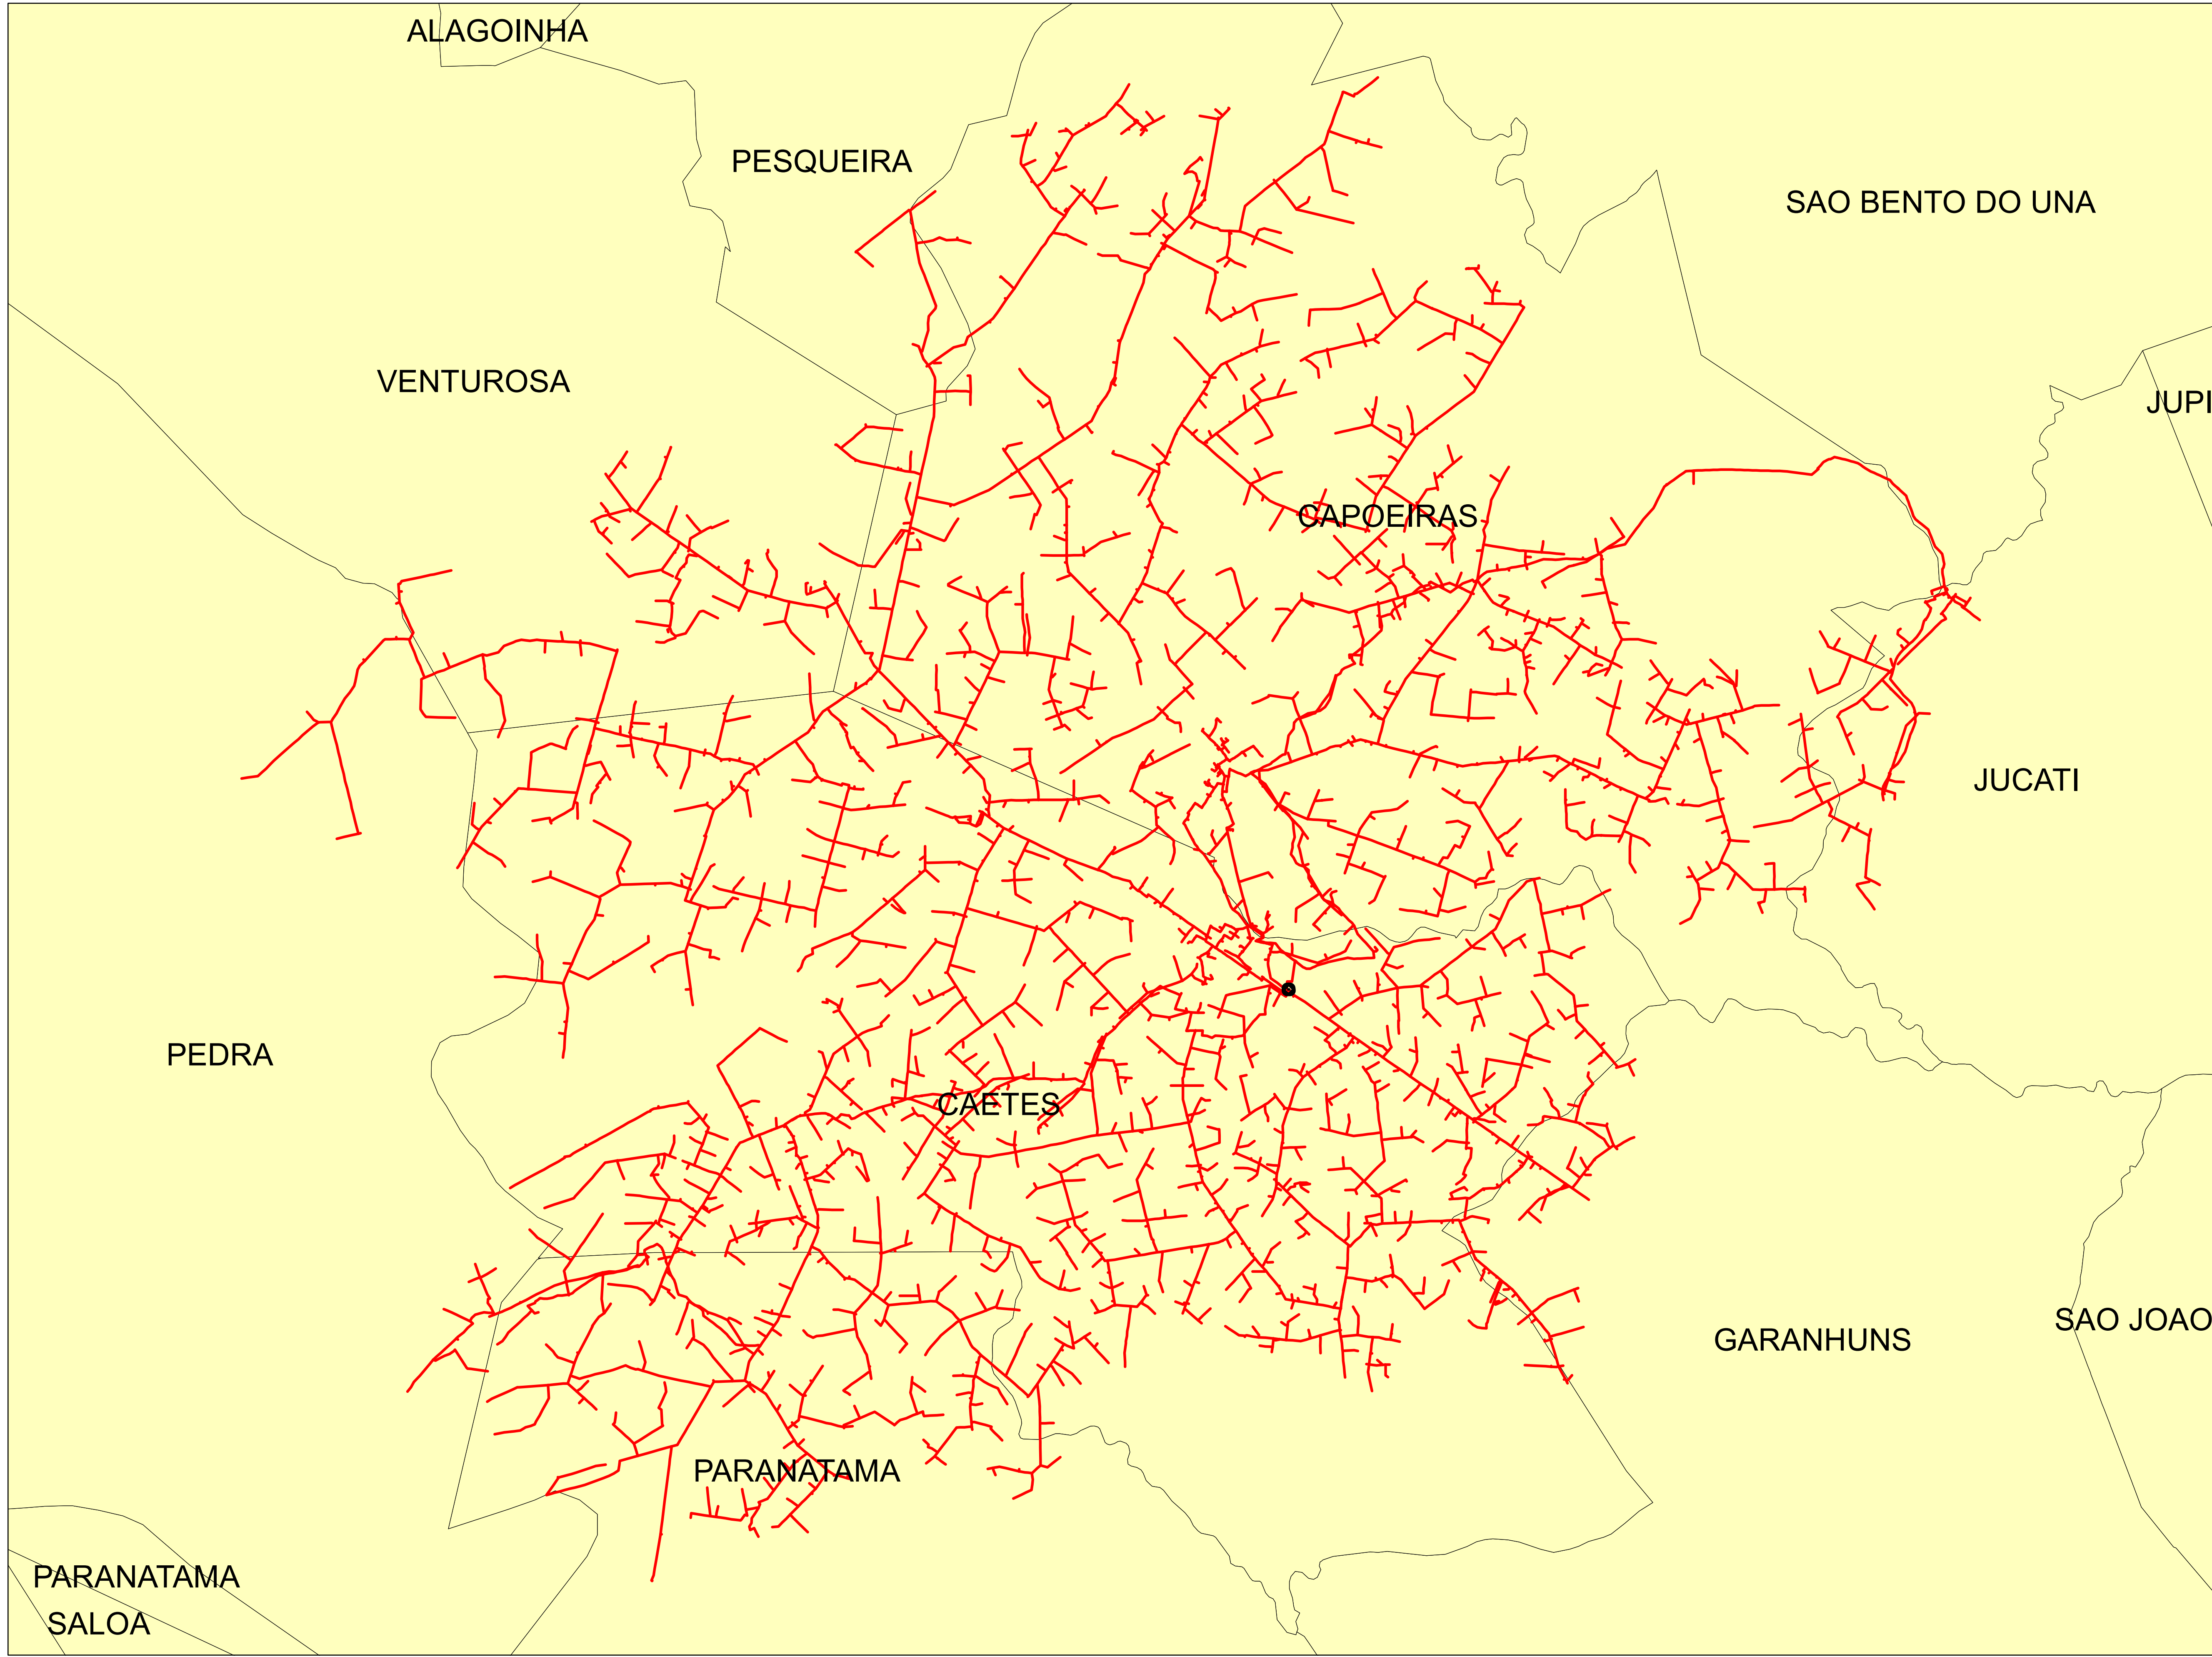 ALAGOINHA
PESQUEIRA
SAO BENTO DO UNA
VENTUROSA
JUPI
CAPOEIRAS
JUCATI
PEDRA
CAETES
SAO JOAO
GARANHUNS
PARANATAMA
PARANATAMA
SALOA